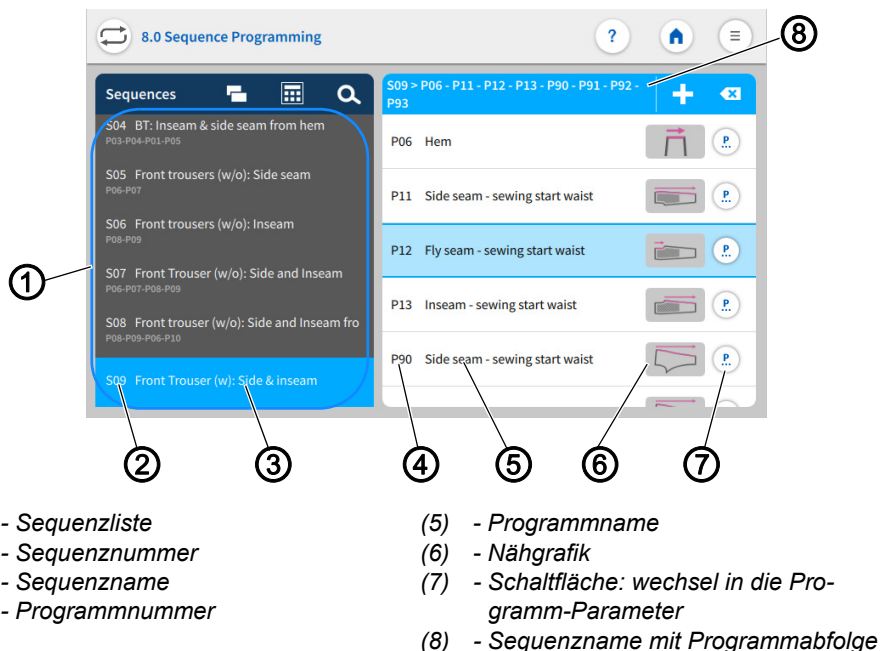 8.0 Sequence Programming
?
8
Sequences
S04 BT: Inseam & side seam from hem
P03-P04-P01-P05
S05 Front trousers (w/o): Side seam
P06-P07
S06 Front trousers (w/o): Inseam
P08-P09
S07 Front Trouser (w/o): Side and Inseam
P06-P07-P08-P09
S08 Front trouser (w/o): Side and Inseam fro
P08-P09-P06-P10
S09 Front Trouser (w): Side & inseam
1
S09 > P06 - P11 - P12 - P13 - P90 - P91 - P92 -
P93
P06 Hem P...
P11 Side seam - sewing start waist P...
P12 Fly seam - sewing start waist P...
P13 Inseam - sewing start waist P...
P90 Side seam - sewing start waist P...
2 3 4 5 6 7
- Sequenzliste
- Sequenznummer
- Sequenzname
- Programmnummer
(5) - Programmname
(6) - Nähgrafik
(7) - Schaltfläche: wechsel in die Pro-
gramm-Parameter
(8) - Sequenzname mit Programmabfolge